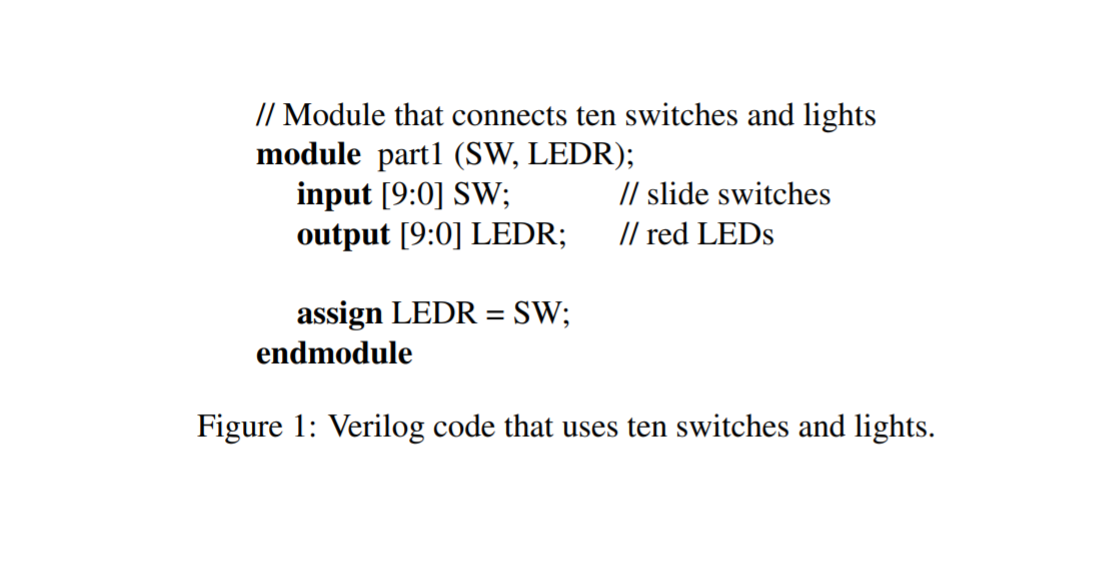 // Module that connects ten switches and lights
module part1 (SW, LEDR);
input [9:0] SW; // slide switches
output [9:0] LEDR; // red LEDs
assign LEDR = SW;
endmodule
Figure 1: Verilog code that uses ten switches and lights.